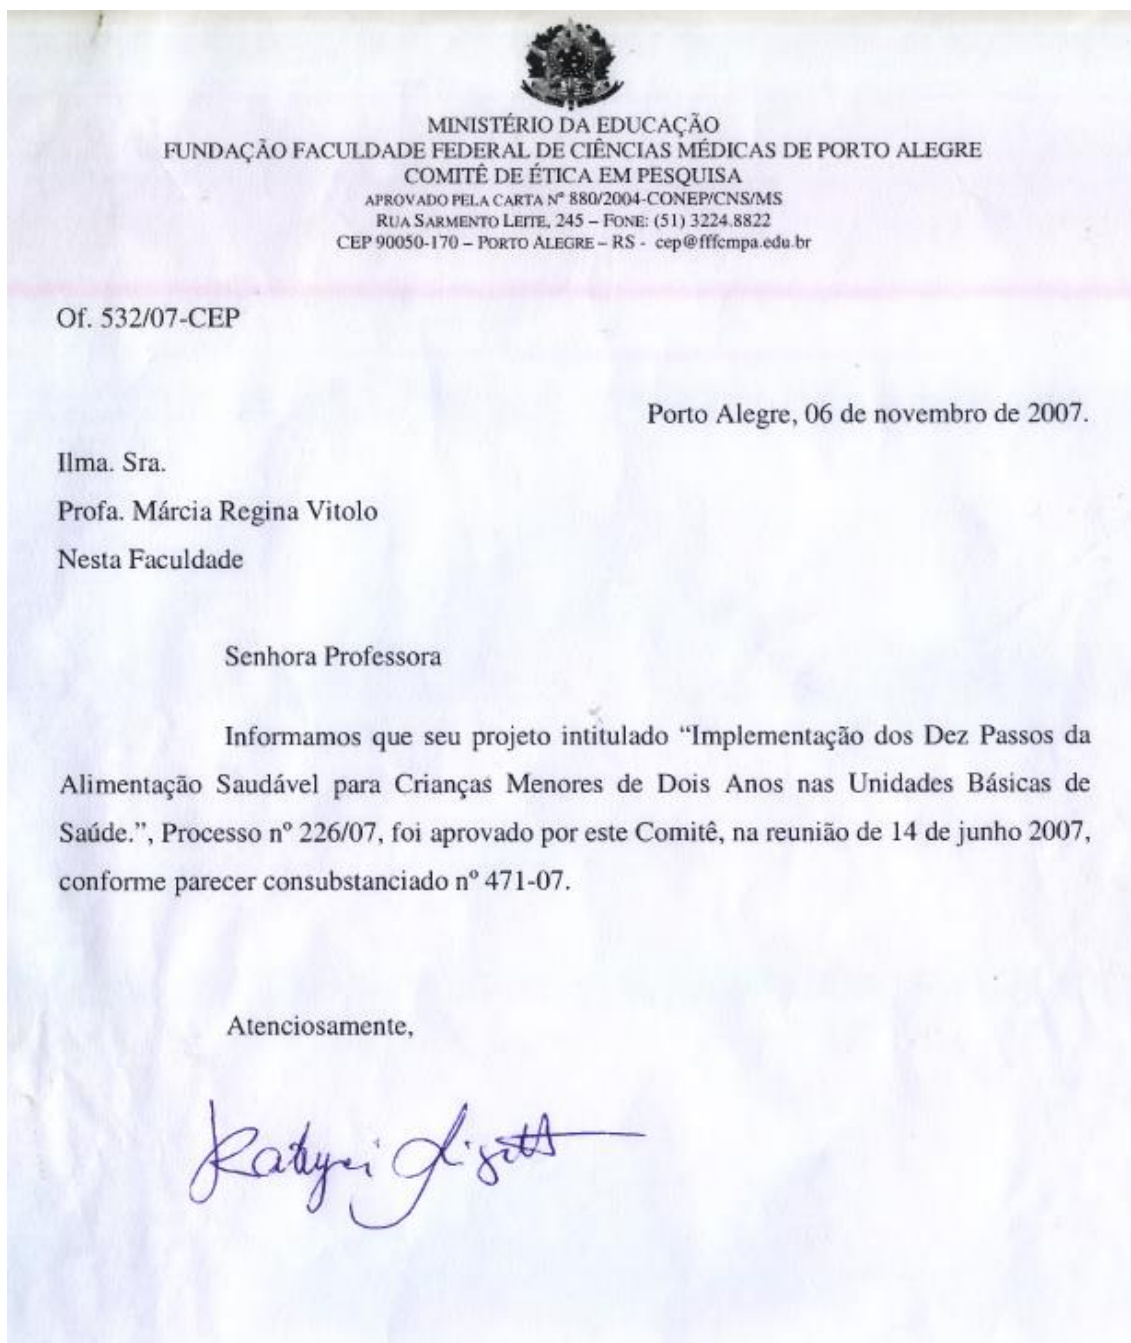 MINISTÉRIO DA EDUCAÇÃO
FUNDAÇÃO FACULDADE FEDERAL DE CIÊNCIAS MÉDICAS DE PORTO ALEGRE
COMITÊ DE ÉTICA EM PESQUISA
APROVADO PELA CARTA Nº 880/2004-CONEP/CNS/MS
RUA SARMENTO LEITE, 245 – FONE: (51) 3224.8822
CEP 90050-170 – PORTO ALEGRE – RS - cep@fffcmpa.edu.br
Of. 532/07-CEP
Porto Alegre, 06 de novembro de 2007.
Ilma. Sra.
Profa. Márcia Regina Vitolo
Nesta Faculdade
Senhora Professora
Informamos que seu projeto intitulado “Implementação dos Dez Passos da
Alimentação Saudável para Crianças Menores de Dois Anos nas Unidades Básicas de
Saúde.”, Processo nº 226/07, foi aprovado por este Comitê, na reunião de 14 de junho 2007,
conforme parecer consubstanciado nº 471-07.
Atenciosamente,